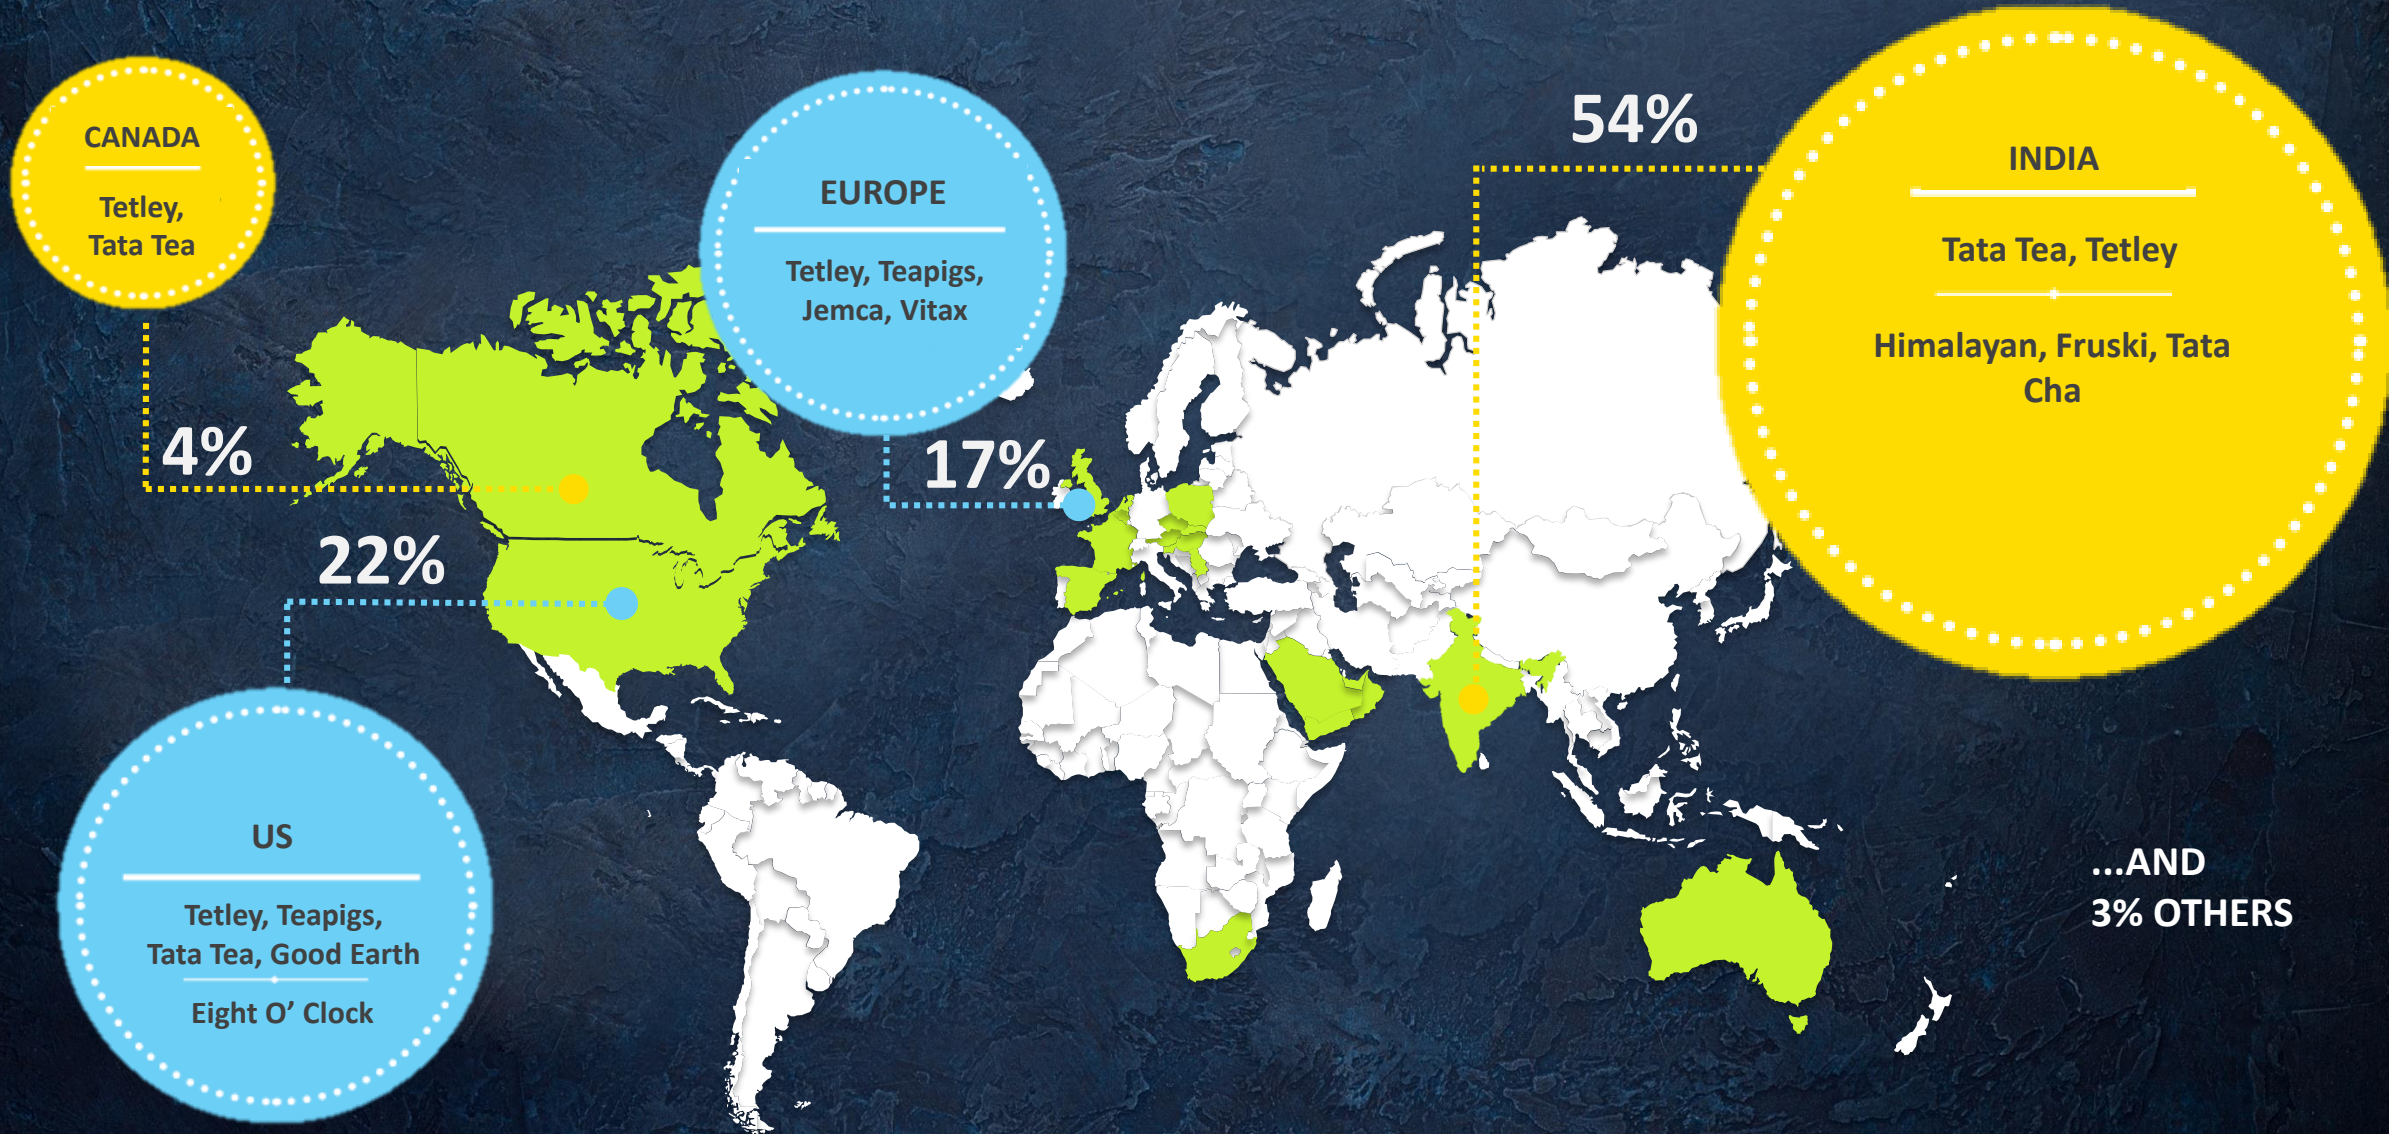 CANADA
Tetley,
Tata Tea
4%
EUROPE
Tetley, Teapigs,
Jemca, Vitax
17%
54%
INDIA
Tata Tea, Tetley
Himalayan, Fruski, Tata
Cha
22%
US
Tetley, Teapigs,
Tata Tea, Good Earth
Eight O’ Clock
...AND
3% OTHERS